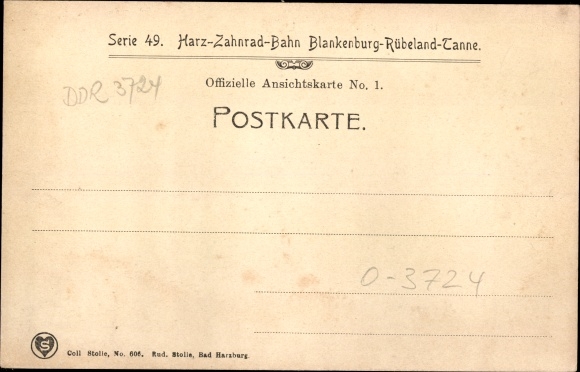 Serie 49. Harz-Zahnrad-Bahn Blankenburg-Rübeland-Tanne.
Offizielle Ansichtskarte No. 1.
DDR 3724
POSTKARTE.
O-3724
S
Coll Stolle, No. 606. Rud. Stolle, Bad Harzburg.